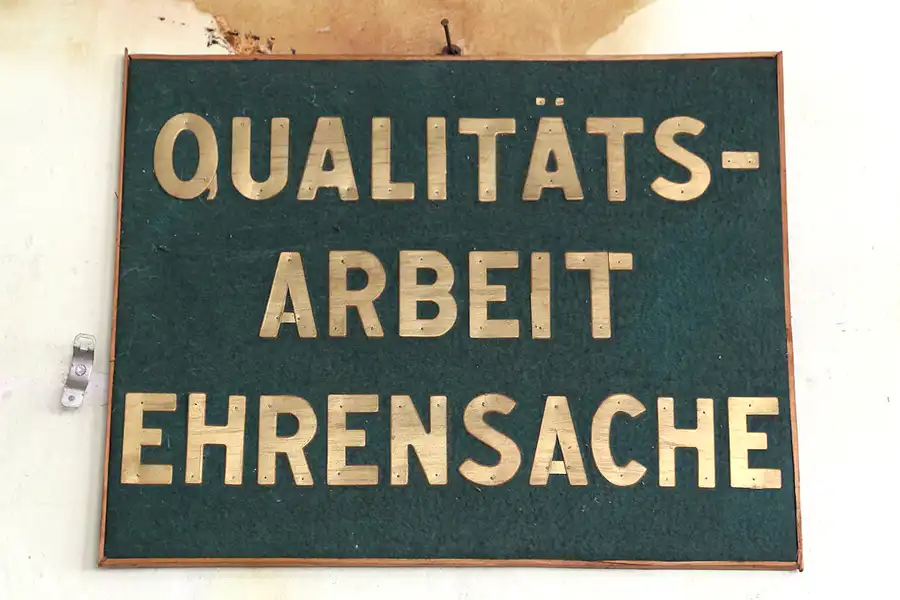 QUALITÄTS-
ARBEIT
EHRENSACHE